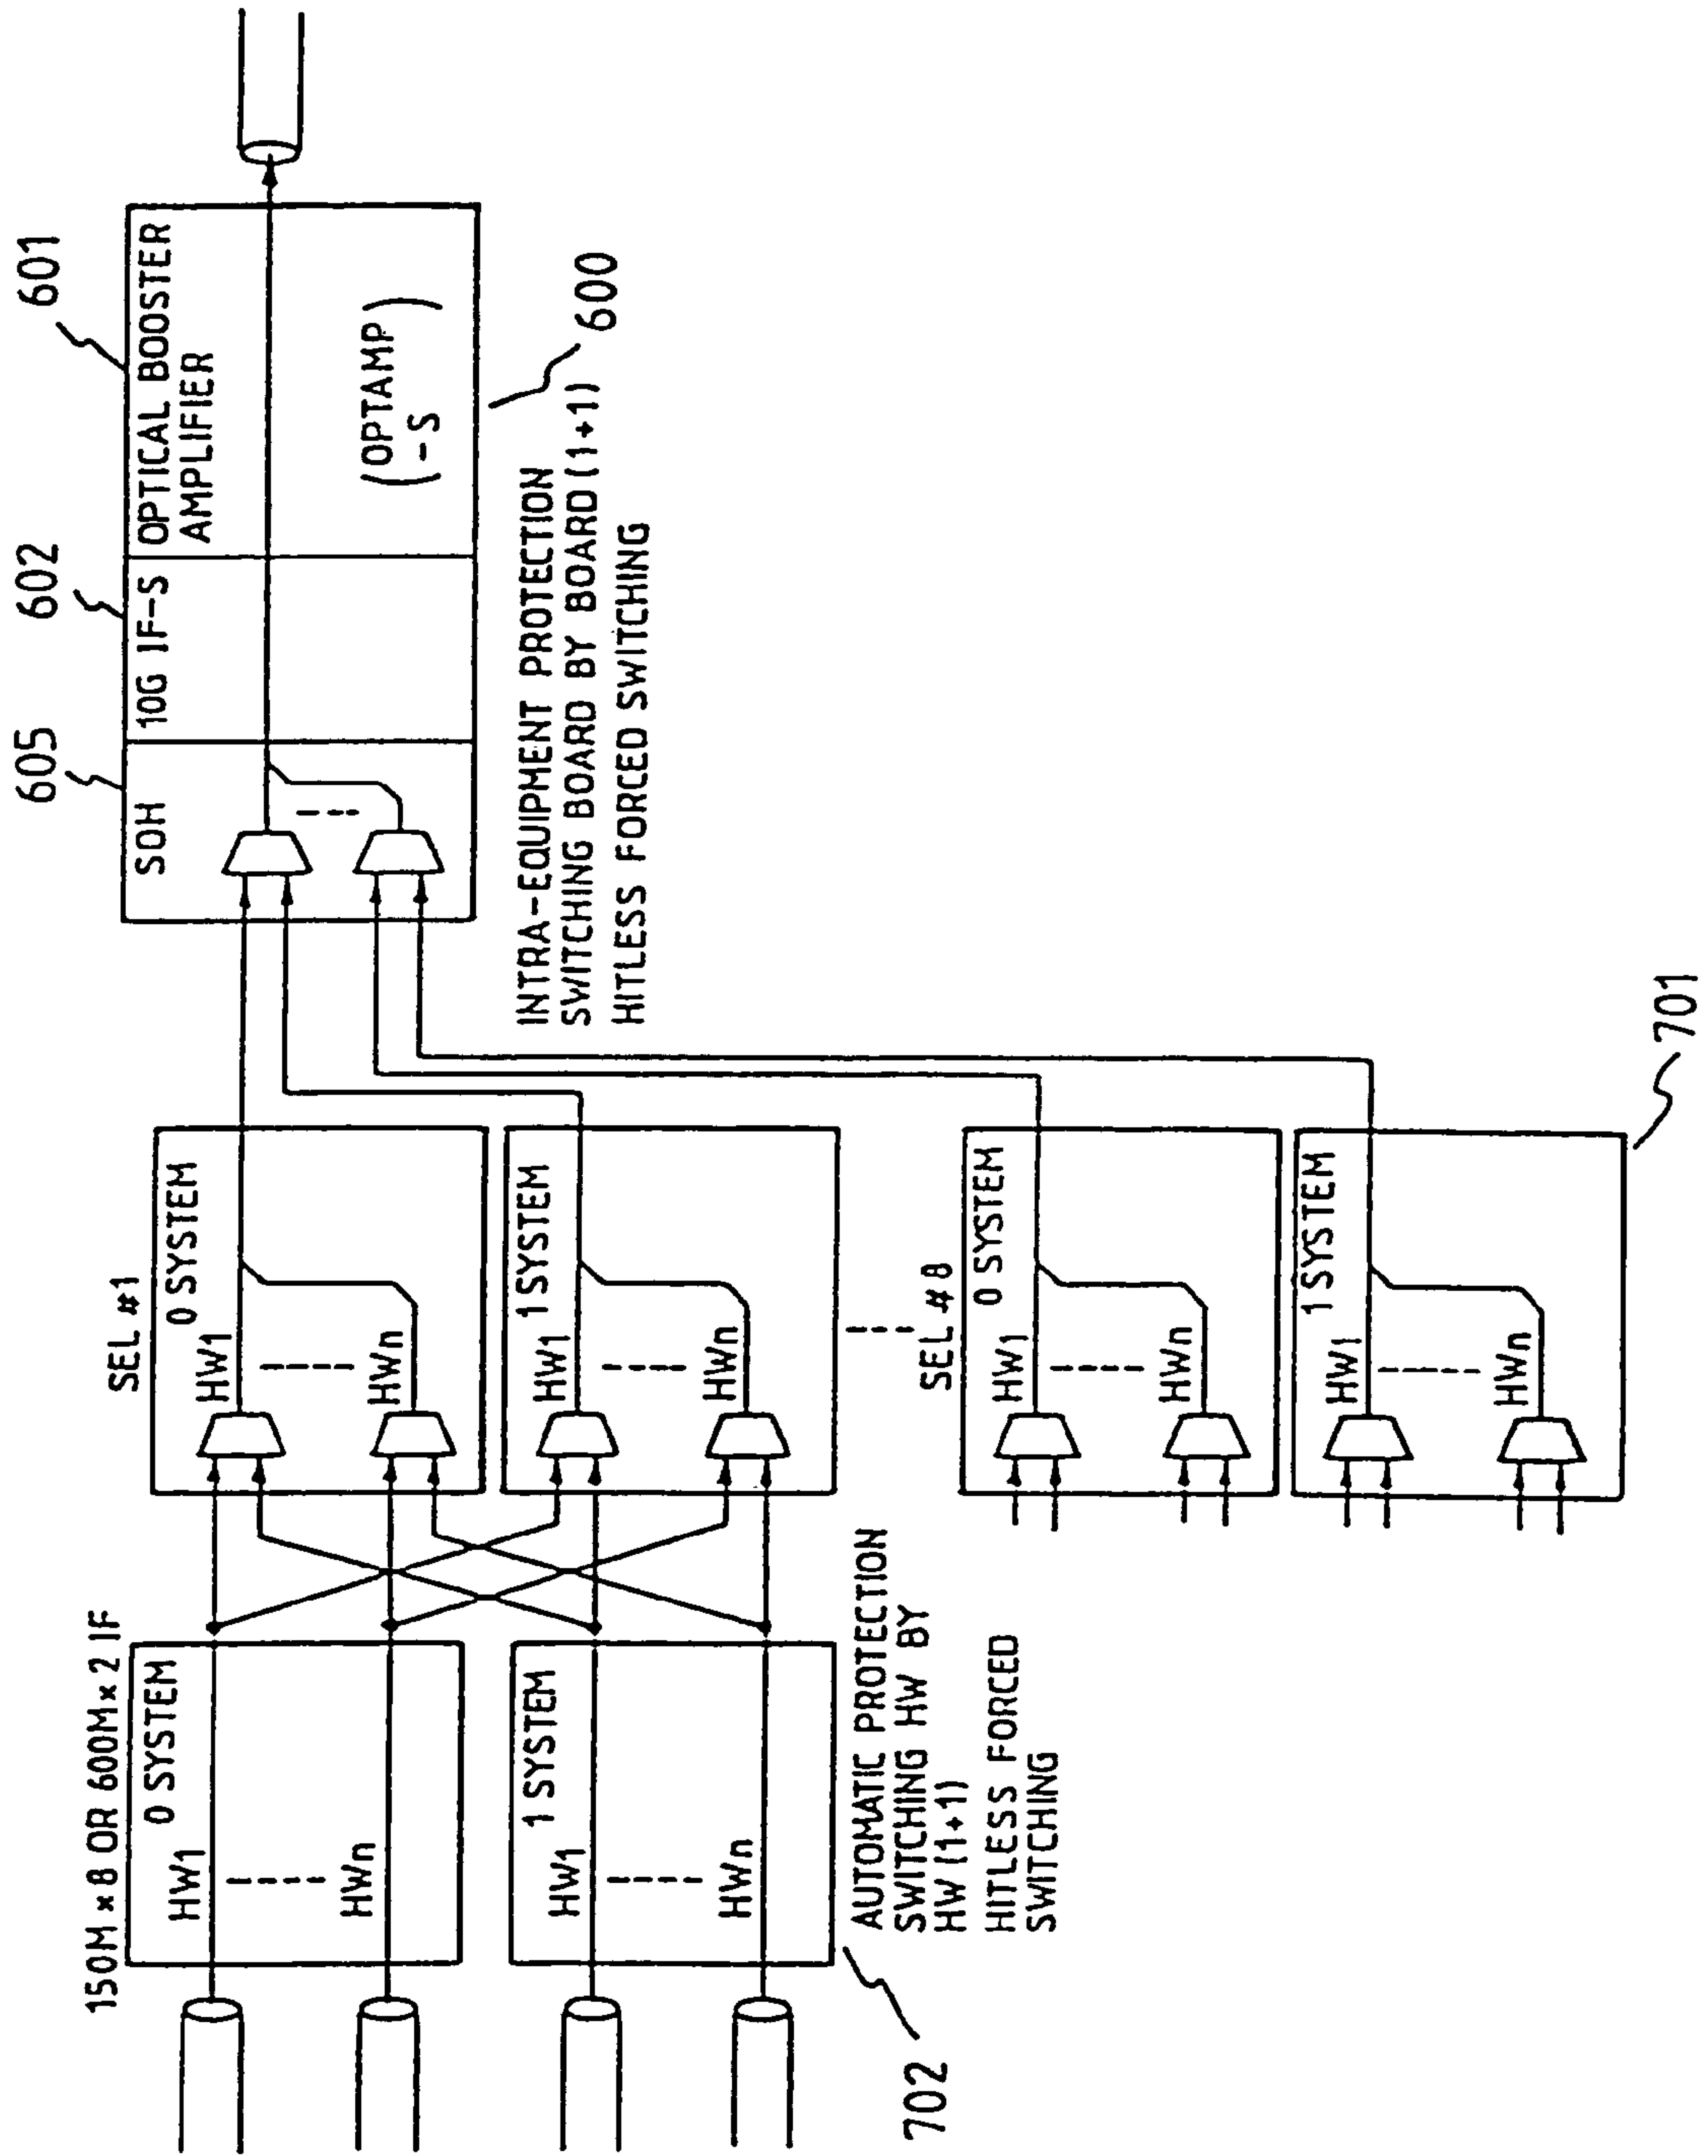 150M × 8 OR 600M × 2 IF
0 SYSTEM
HW1
HWn
1 SYSTEM
HW1
HWn
702
AUTOMATIC PROTECTION
SWITCHING HW BY
HW (1+1)
HITLESS FORCED
SWITCHING
SEL #1
0 SYSTEM
HW1
HWn
1 SYSTEM
HW1
HWn
SEL #8
0 SYSTEM
HW1
HWn
1 SYSTEM
HW1
HWn
701
605
SOH
602
10G IF-S
601
OPTICAL BOOSTER
AMPLIFIER
(OPTAMP)
(-S )
600
INTRA-EQUIPMENT PROTECTION
SWITCHING BOARD BY BOARD (1+1)
HITLESS FORCED SWITCHING